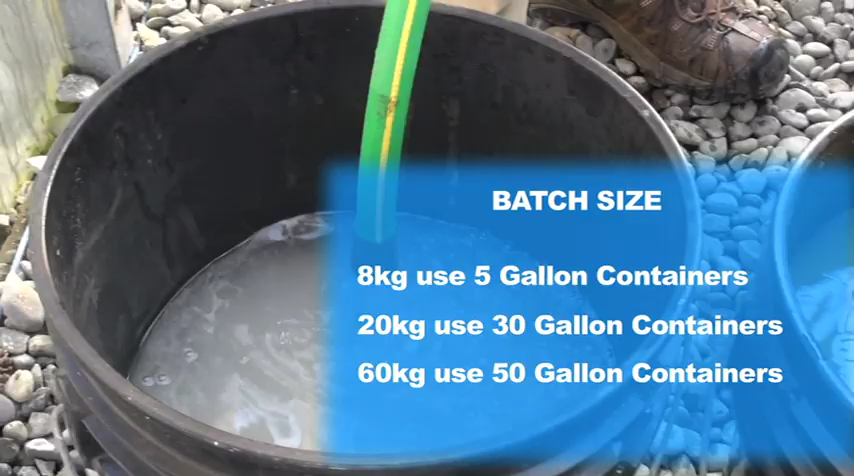 BATCH SIZE
8kg use 5 Gallon Containers
20kg use 30 Gallon Containers
60kg use 50 Gallon Containers